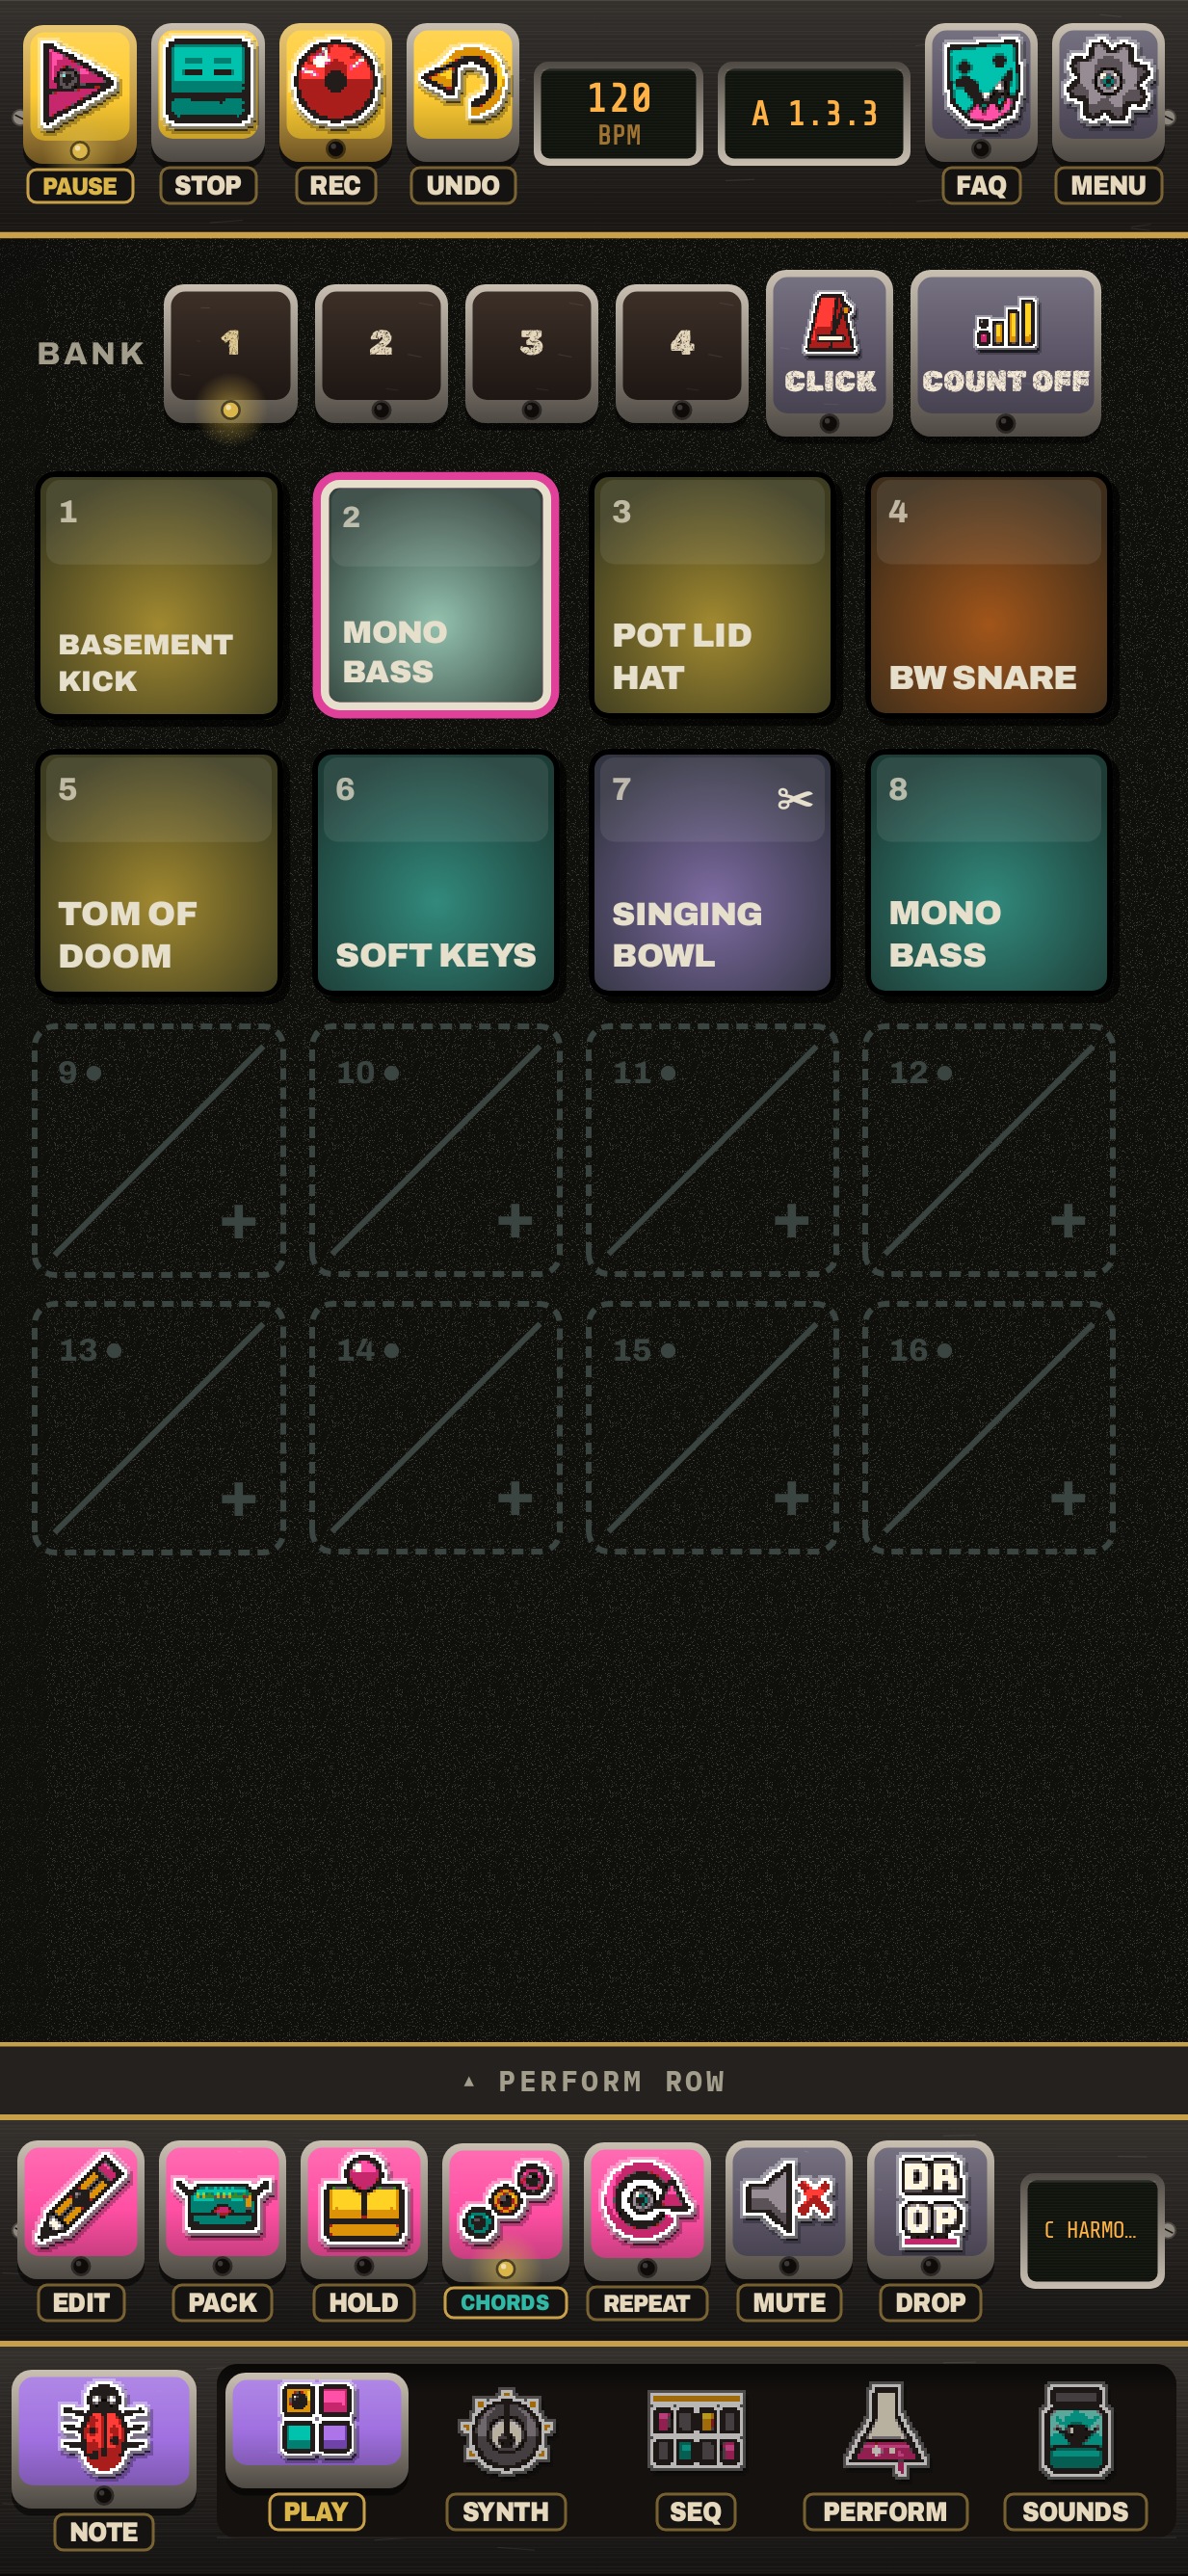 120
BPM
A 1.3.3
PAUSE STOP REC UNDO FAQ MENU
BANK 1 2 3 4 CLICK COUNT OFF
1 2 3 4
BASEMENT KICK
MONO BASS
POT LID HAT
BW SNARE
5 6 7 8
TOM OF DOOM
SOFT KEYS
SINGING BOWL
MONO BASS
9 10 11 12
13 14 15 16
PERFORM ROW
DR
OP
C HARMO...
EDIT PACK HOLD CHORDS REPEAT MUTE DROP
NOTE PLAY SYNTH SEQ PERFORM SOUNDS